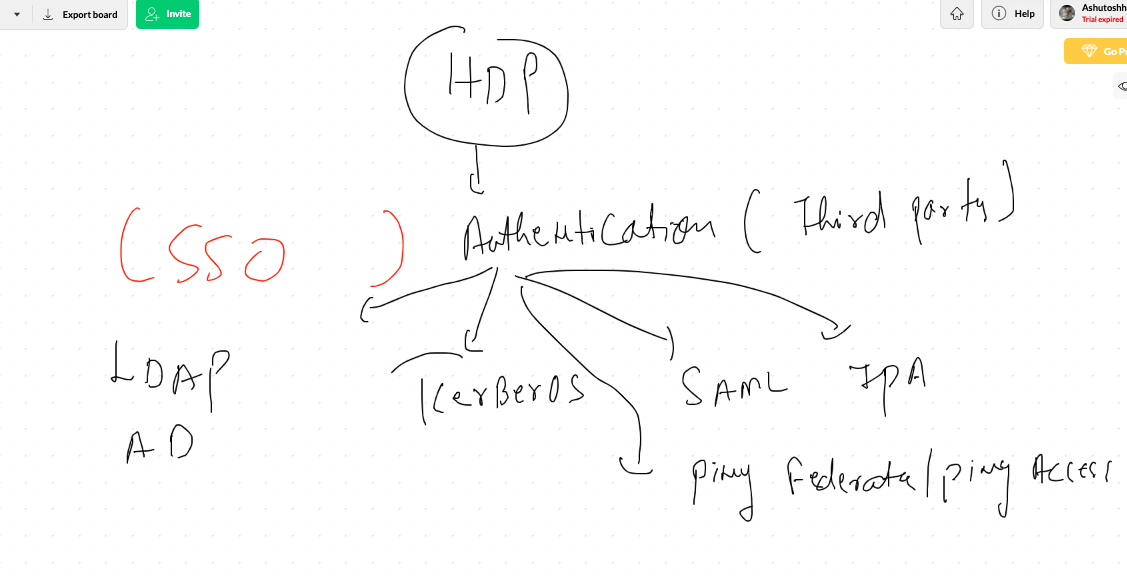 Export board Invite Help Ashutoshh
Trial expired
Go P
HDP
Authentication (Third party)
(SSO )
LDAP KerBerOS SAML IPA
AD
Ping Federate/ping Access